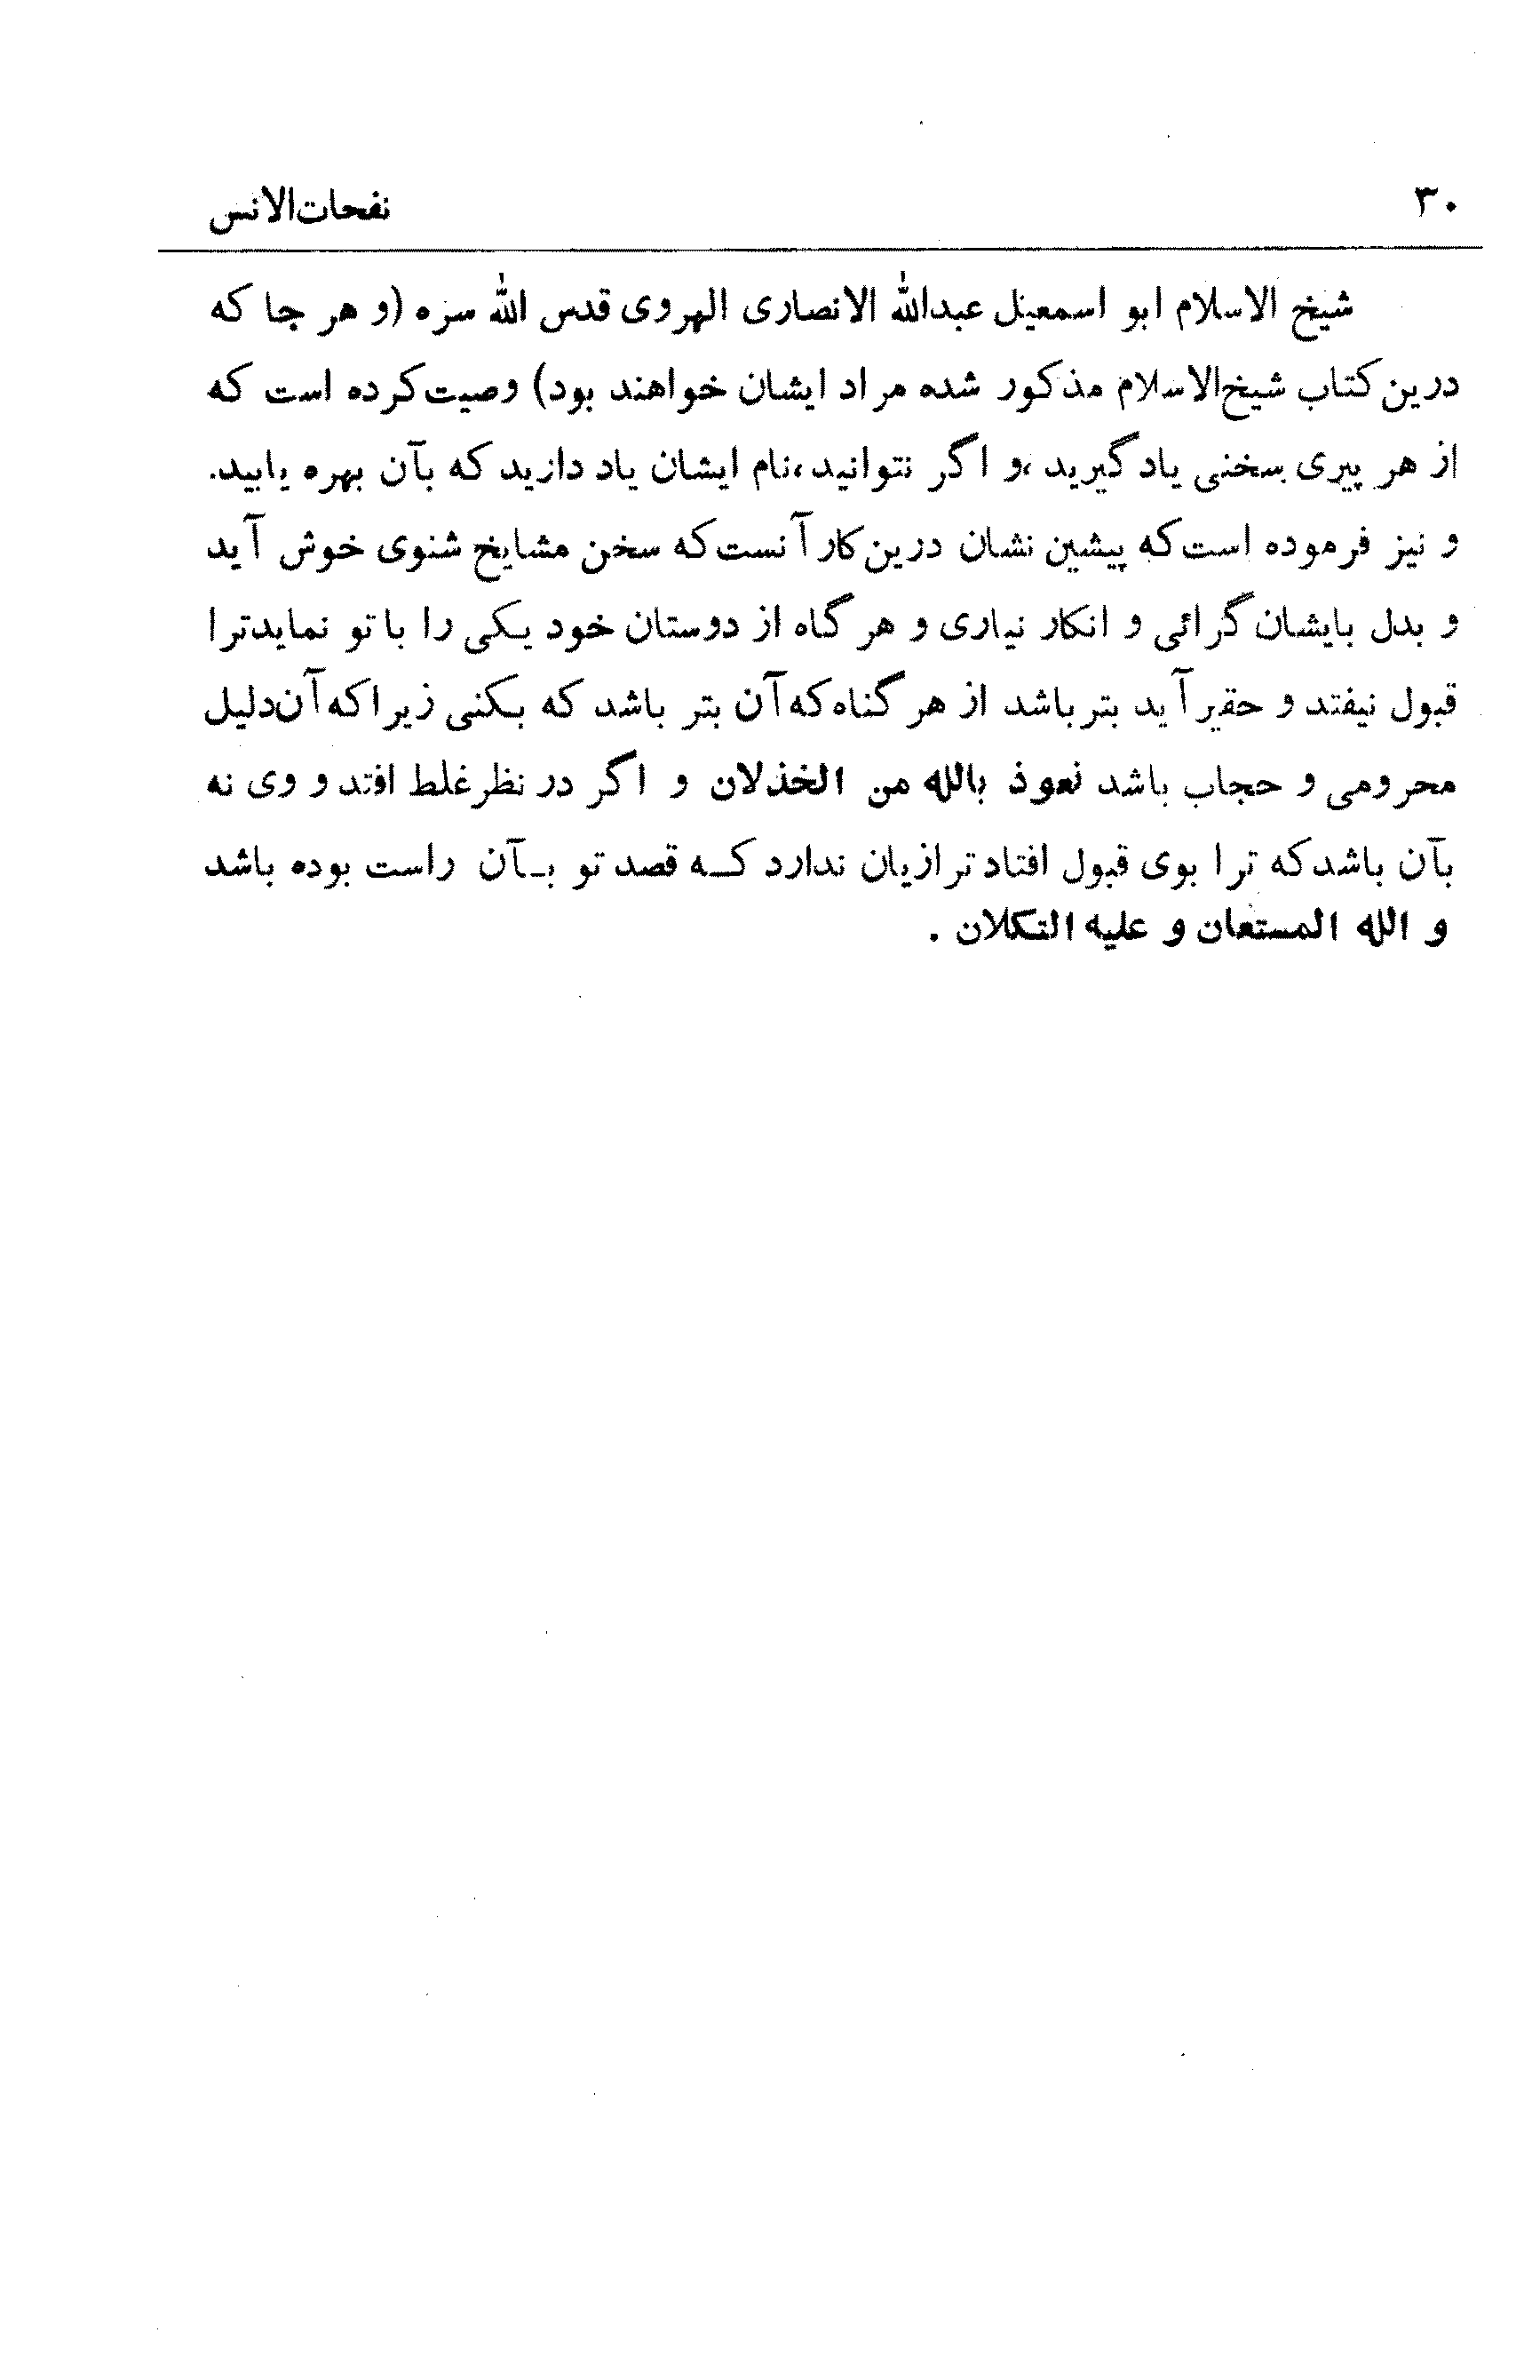 ۳۰ نفحات‌الانس
شیخ الاسلام ابو اسمعیل عبدالله الانصاری الهروی قدس الله سره (و هر جا که
درین کتاب شیخ‌الاسلام مذکور شده مراد ایشان خواهند بود) وصیت کرده است که
از هر پیری سخنی یاد گیرید ،و اگر نتوانید،نام ایشان یاد دارید که بآن بهره یابید.
و نیز فرموده است که پیشین نشان درین کار آنست که سخن مشایخ شنوی خوش آید
و بدل بایشان گرائی و انکار نیاری و هر گاه از دوستان خود یکی را با تو نماید ترا
قبول نیفتد و حقیر آید بتر باشد از هر گناه که آن بتر باشد که بکنی زیرا که آن دلیل
محرومی و حجاب باشد نعوذ بالله من الخذلان و اگر در نظر غلط افتد و وی نه
بآن باشد که ترا بوی قبول افتاد ترا زیان ندارد کـه قصد تو بـآن راست بوده باشد
و الله المستعان و علیه التکلان .